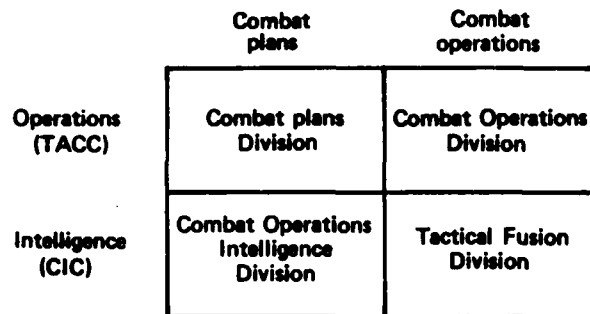 Combat
plans
Combat
operations
Operations
(TACC)
Combat plans
Division
Combat Operations
Division
Intelligence
(CIC)
Combat Operations
Intelligence
Division
Tactical Fusion
Division